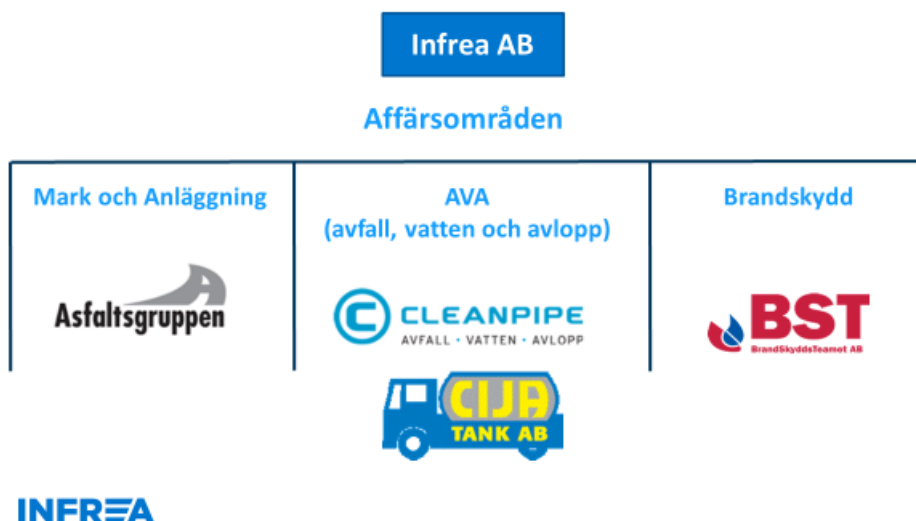 Infrea AB
Affärsområden
Mark och Anläggning
AVA
(avfall, vatten och avlopp)
Brandskydd
Asfaltsgruppen
CLEANPIPE
AVFALL • VATTEN • AVLOPP
BST
BrandSkyddsTeamet AB
CIJA
TANK AB
INFREA